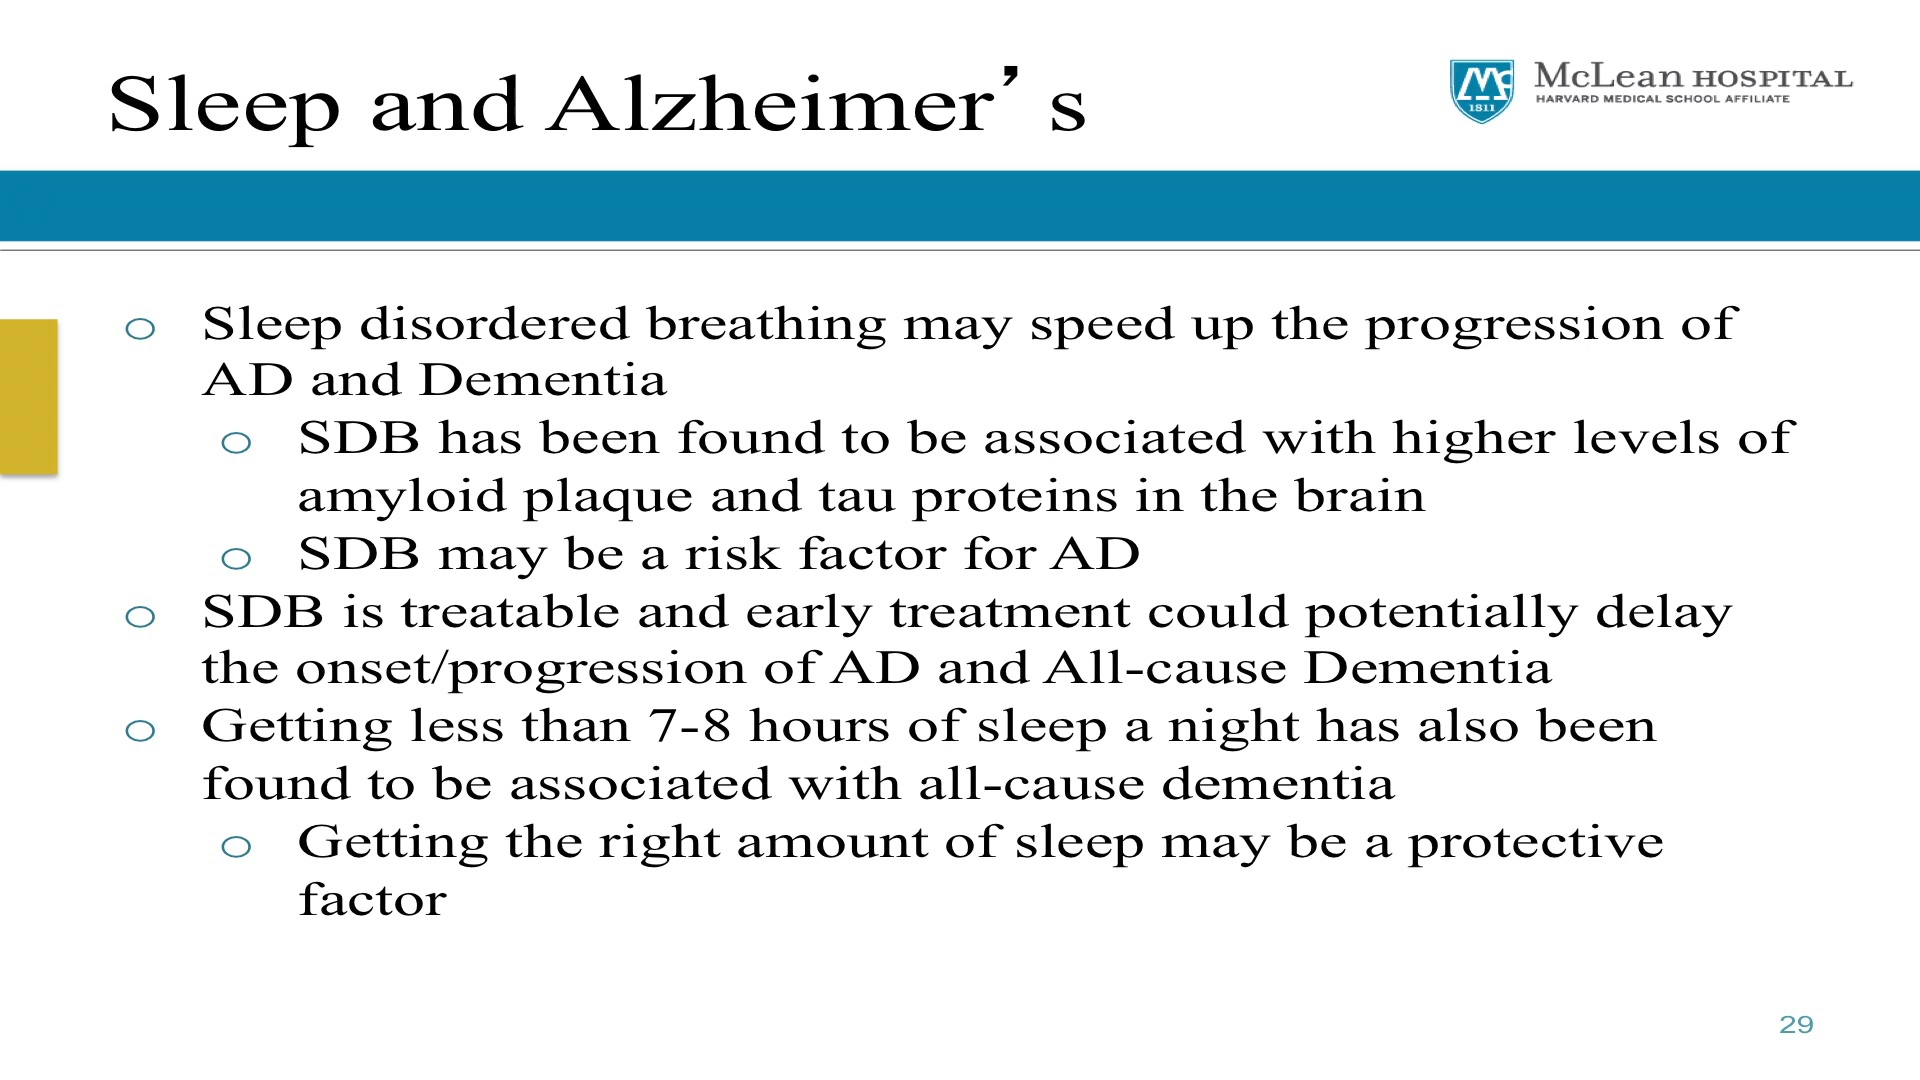 Sleep and Alzheimer’s
McLean HOSPITAL
HARVARD MEDICAL SCHOOL AFFILIATE
1811
o Sleep disordered breathing may speed up the progression of
AD and Dementia
o SDB has been found to be associated with higher levels of
amyloid plaque and tau proteins in the brain
o SDB may be a risk factor for AD
o SDB is treatable and early treatment could potentially delay
the onset/progression of AD and All-cause Dementia
o Getting less than 7-8 hours of sleep a night has also been
found to be associated with all-cause dementia
o Getting the right amount of sleep may be a protective
factor
29